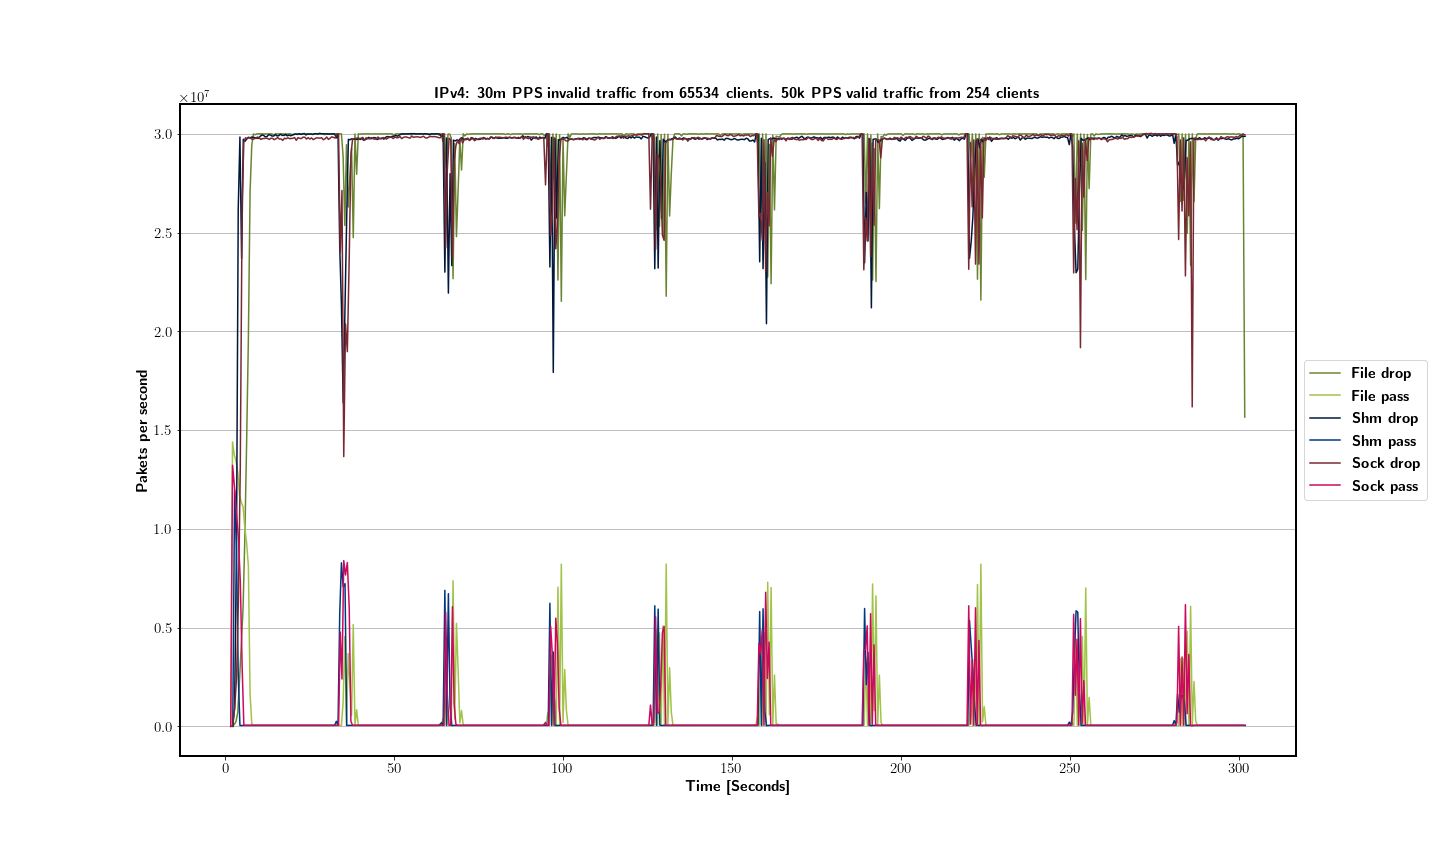 IPv4: 30m PPS invalid traffic from 65534 clients. 50k PPS valid traffic from 254 clients
×10⁷
3.0
2.5
2.0
1.5
1.0
0.5
0.0
Pakets per second
0 50 100 150 200 250 300
Time [Seconds]
File drop
File pass
Shm drop
Shm pass
Sock drop
Sock pass